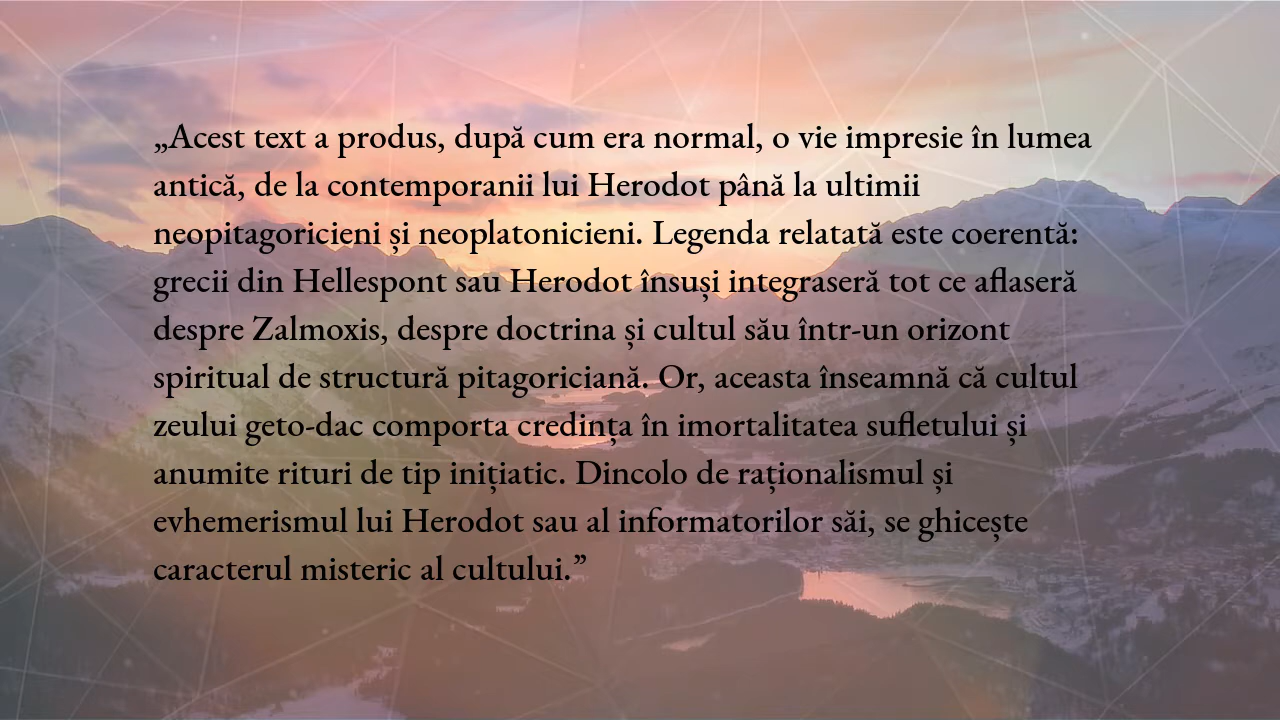 „Acest text a produs, după cum era normal, o vie impresie în lumea
antică, de la contemporanii lui Herodot până la ultimii
neopitagoricieni și neoplatonicieni. Legenda relatată este coerentă:
grecii din Hellespont sau Herodot însuși integraseră tot ce aflaseră
despre Zalmoxis, despre doctrina și cultul său într-un orizont
spiritual de structură pitagoriciană. Or, aceasta înseamnă că cultul
zeului geto-dac comporta credința în imortalitatea sufletului și
anumite rituri de tip inițiatic. Dincolo de raționalismul și
evhemerismul lui Herodot sau al informatorilor săi, se ghicește
caracterul misteric al cultului.”